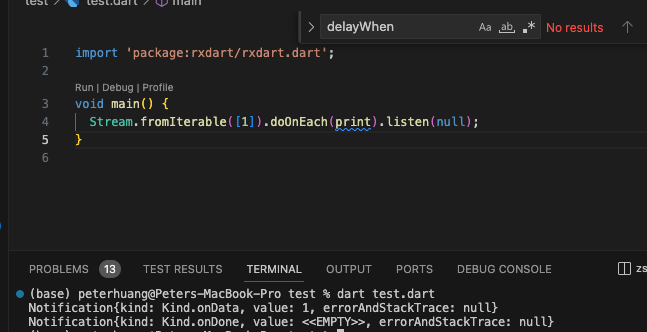 test > test.dart > main
delayWhen Aa ab .* No results
1 import 'package:rxdart/rxdart.dart';
2
Run | Debug | Profile
3 void main() {
4 Stream.fromIterable([1]).doOnEach(print).listen(null);
5 }
6
PROBLEMS 13 TEST RESULTS TERMINAL OUTPUT PORTS DEBUG CONSOLE zs
(base) peterhuang@Peters-MacBook-Pro test % dart test.dart
Notification{kind: Kind.onData, value: 1, errorAndStackTrace: null}
Notification{kind: Kind.onDone, value: <<EMPTY>>, errorAndStackTrace: null}